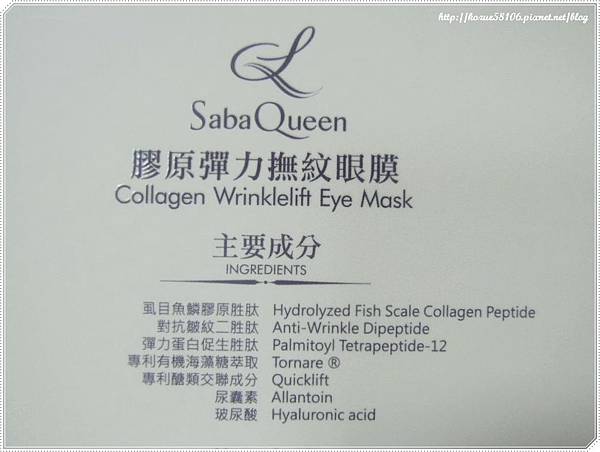 http://kozue58106.pixnet.net/blog
SabaQueen
膠原彈力撫紋眼膜
Collagen Wrinklelift Eye Mask
主要成分
INGREDIENTS
虱目魚鱗膠原胜肽 Hydrolyzed Fish Scale Collagen Peptide
對抗皺紋二胜肽 Anti-Wrinkle Dipeptide
彈力蛋白促生胜肽 Palmitoyl Tetrapeptide-12
專利有機海藻糖萃取 Tornare ®
專利醣類交聯成分 Quicklift
尿囊素 Allantoin
玻尿酸 Hyaluronic acid